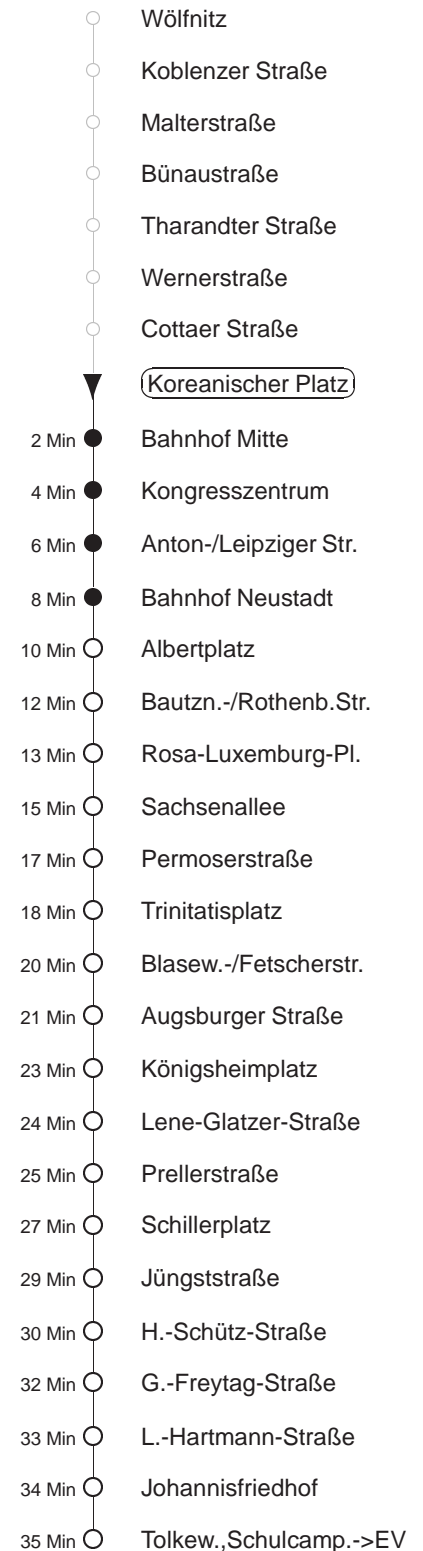 Wölfnitz
Koblenzer Straße
Malterstraße
Bünaustraße
Tharandter Straße
Wernerstraße
Cottaer Straße
Koreanischer Platz
2 Min Bahnhof Mitte
4 Min Kongresszentrum
6 Min Anton-/Leipziger Str.
8 Min Bahnhof Neustadt
10 Min Albertplatz
12 Min Bautzn.-/Rothenb.Str.
13 Min Rosa-Luxemburg-Pl.
15 Min Sachsenallee
17 Min Permoserstraße
18 Min Trinitatisplatz
20 Min Blasew.-/Fetscherstr.
21 Min Augsburger Straße
23 Min Königsheimplatz
24 Min Lene-Glatzer-Straße
25 Min Prellerstraße
27 Min Schillerplatz
29 Min Jüngststraße
30 Min H.-Schütz-Straße
32 Min G.-Freytag-Straße
33 Min L.-Hartmann-Straße
34 Min Johannisfriedhof
35 Min Tolkew.,Schulcamp.->EV